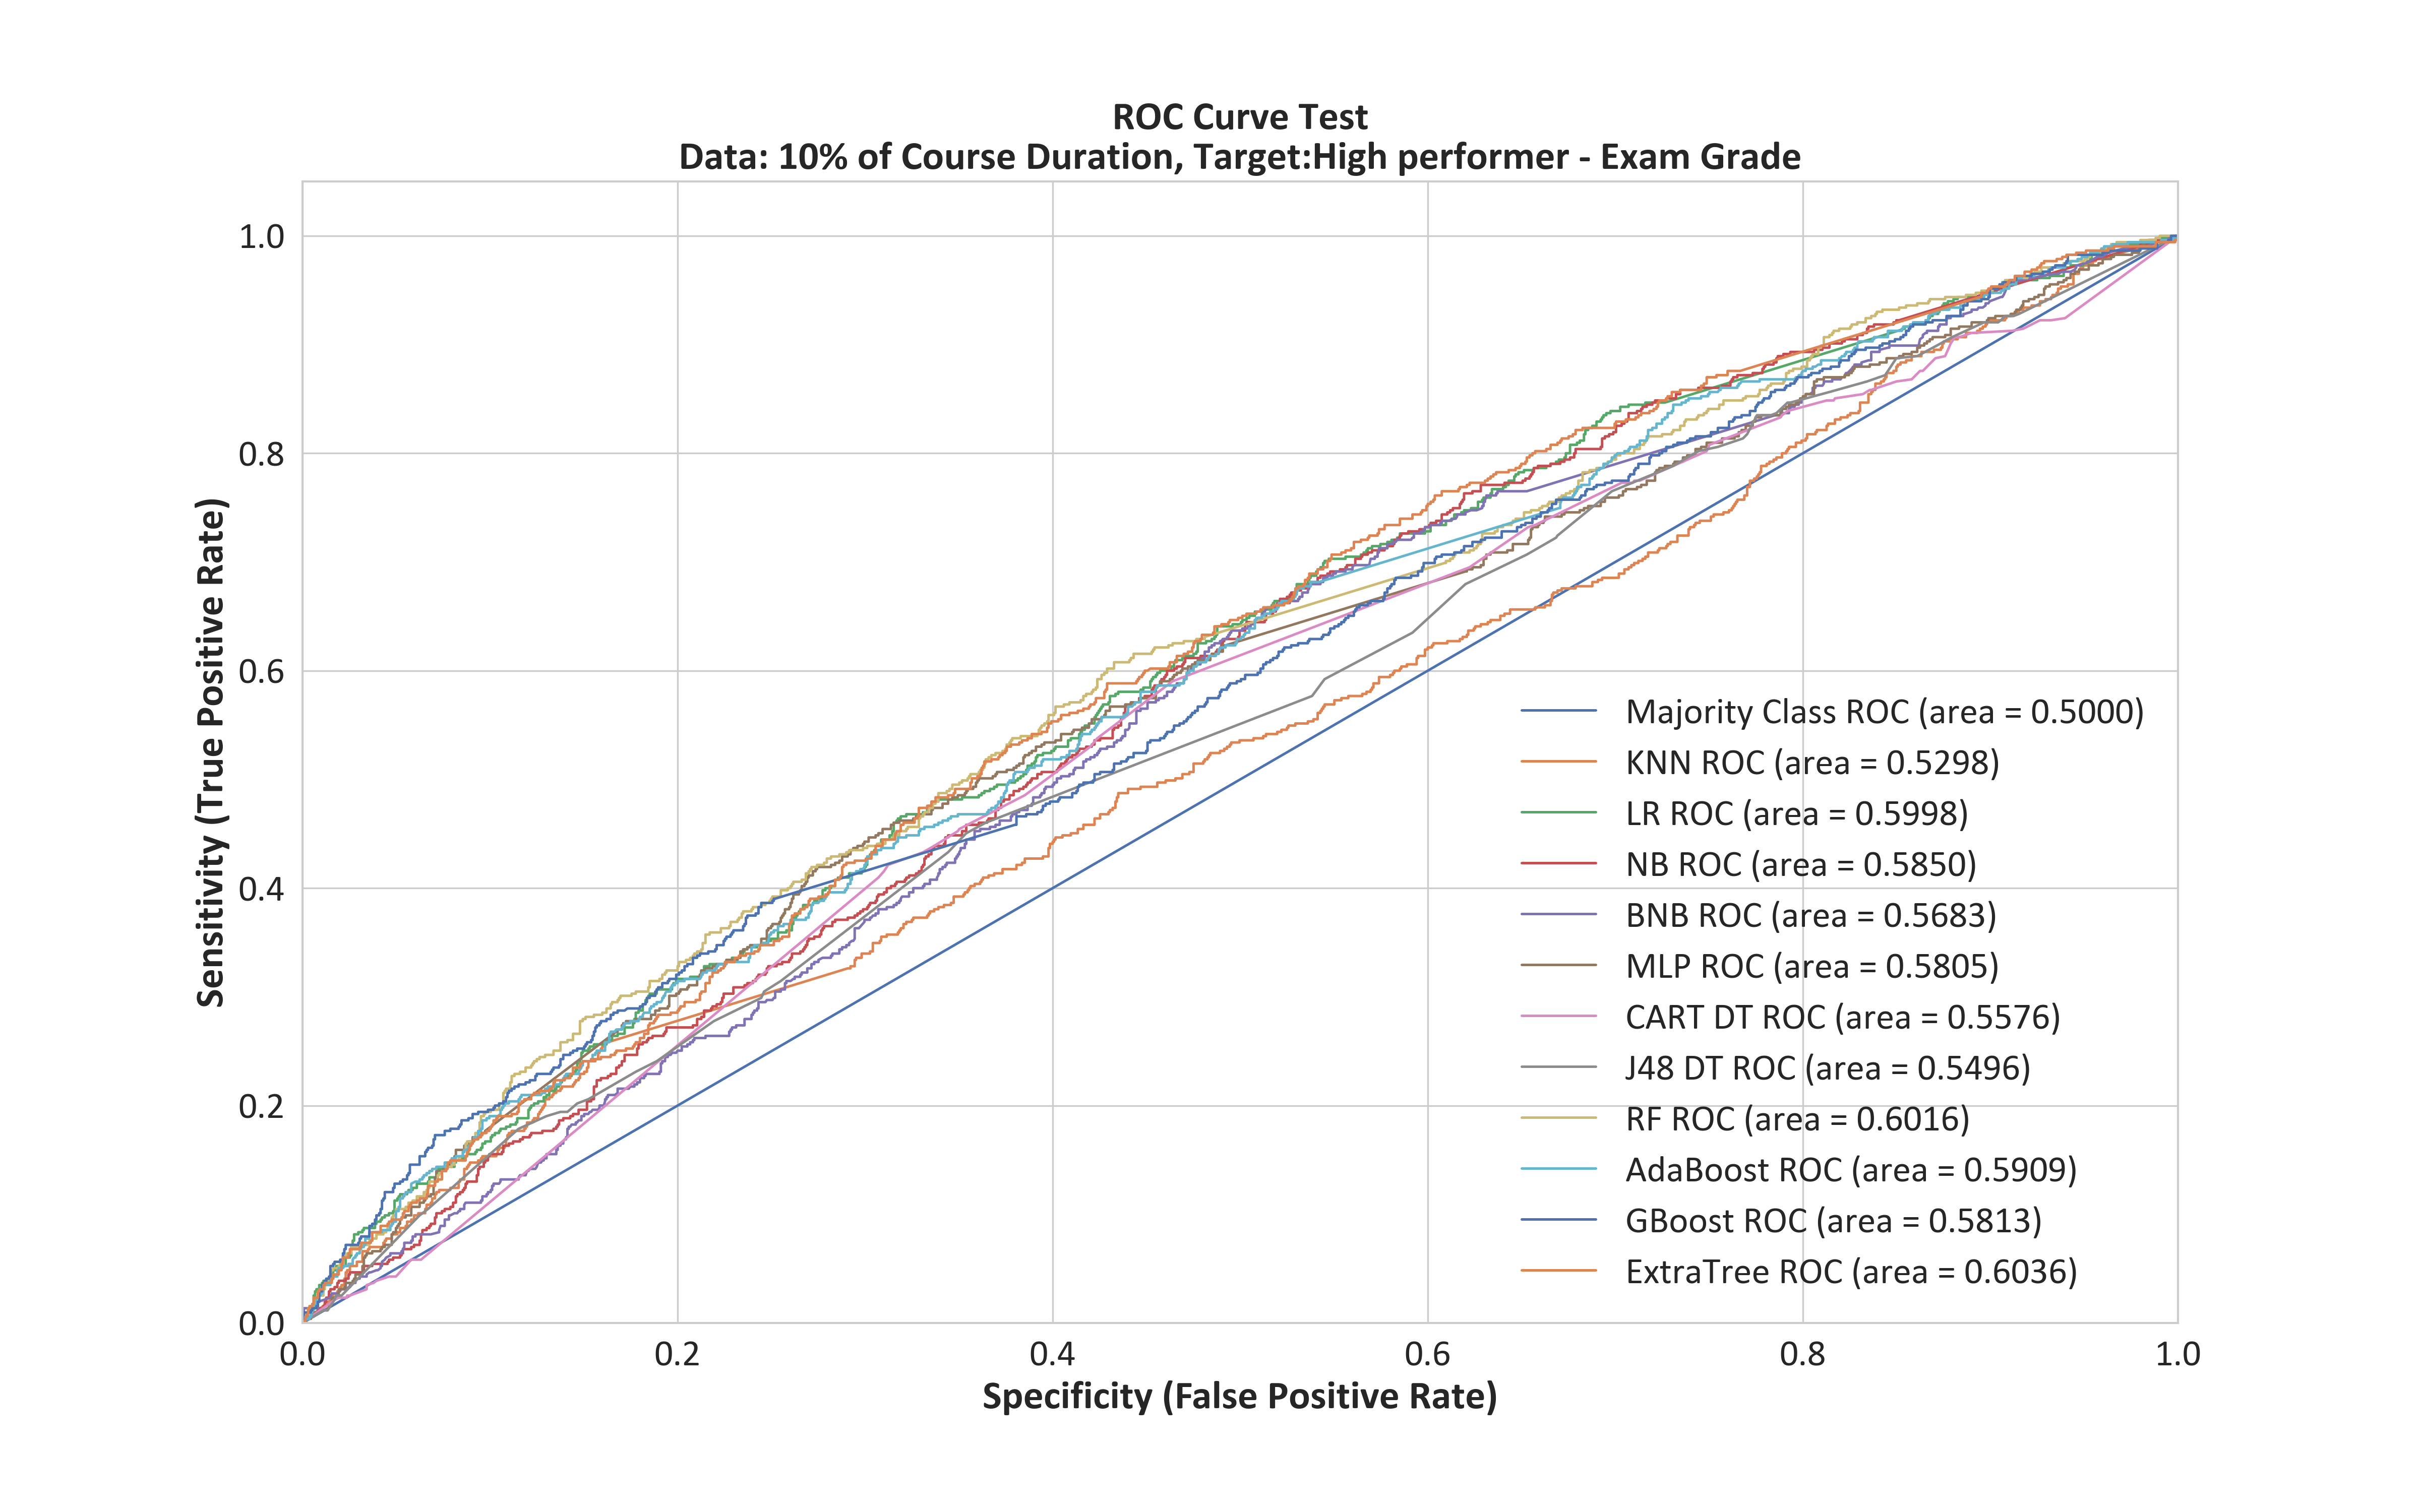 ROC Curve Test
Data: 10% of Course Duration, Target:High performer - Exam Grade
Sensitivity (True Positive Rate)
1.0
0.8
0.6
0.4
0.2
0.0
Majority Class ROC (area = 0.5000)
KNN ROC (area = 0.5298)
LR ROC (area = 0.5998)
NB ROC (area = 0.5850)
BNB ROC (area = 0.5683)
MLP ROC (area = 0.5805)
CART DT ROC (area = 0.5576)
J48 DT ROC (area = 0.5496)
RF ROC (area = 0.6016)
AdaBoost ROC (area = 0.5909)
GBoost ROC (area = 0.5813)
ExtraTree ROC (area = 0.6036)
0.0 0.2 0.4 0.6 0.8 1.0
Specificity (False Positive Rate)